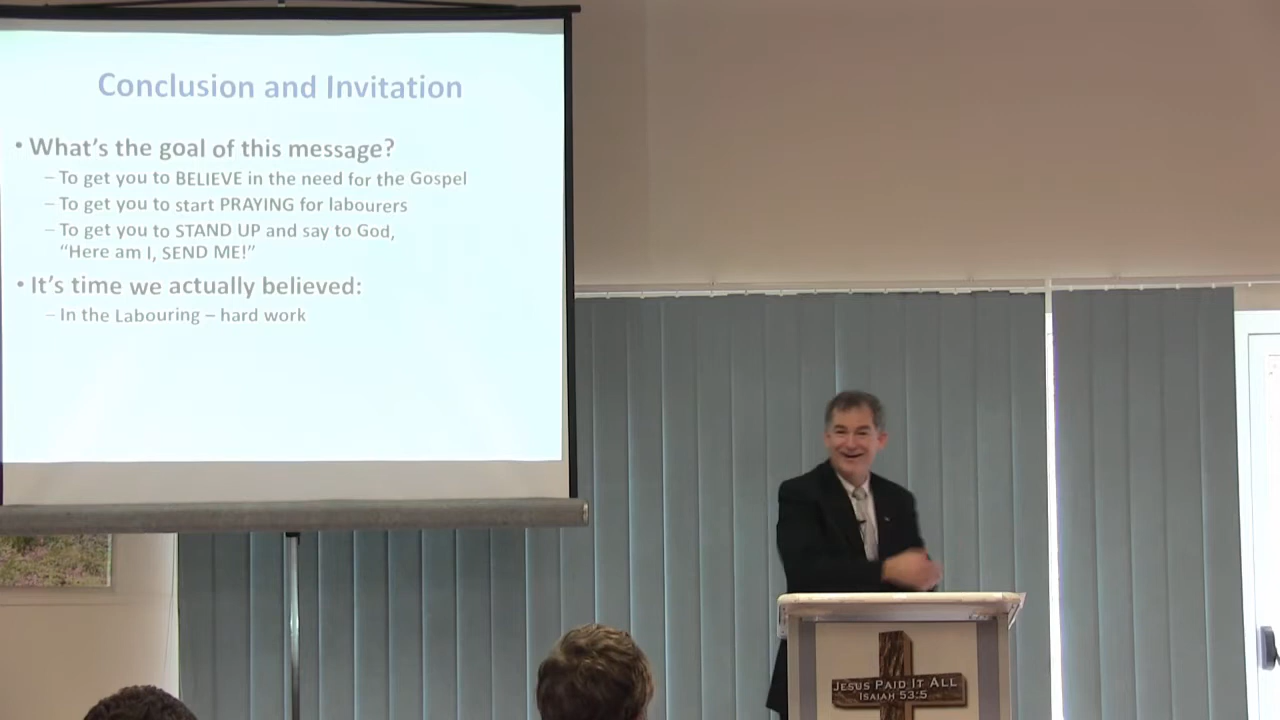 Conclusion and Invitation
• What's the goal of this message?
– To get you to BELIEVE in the need for the Gospel
– To get you to start PRAYING for labourers
– To get you to STAND UP and say to God,
“Here am I, SEND ME!”
• It's time we actually believed:
– In the Labouring – hard work
JESUS PAID IT ALL
ISAIAH 53:5